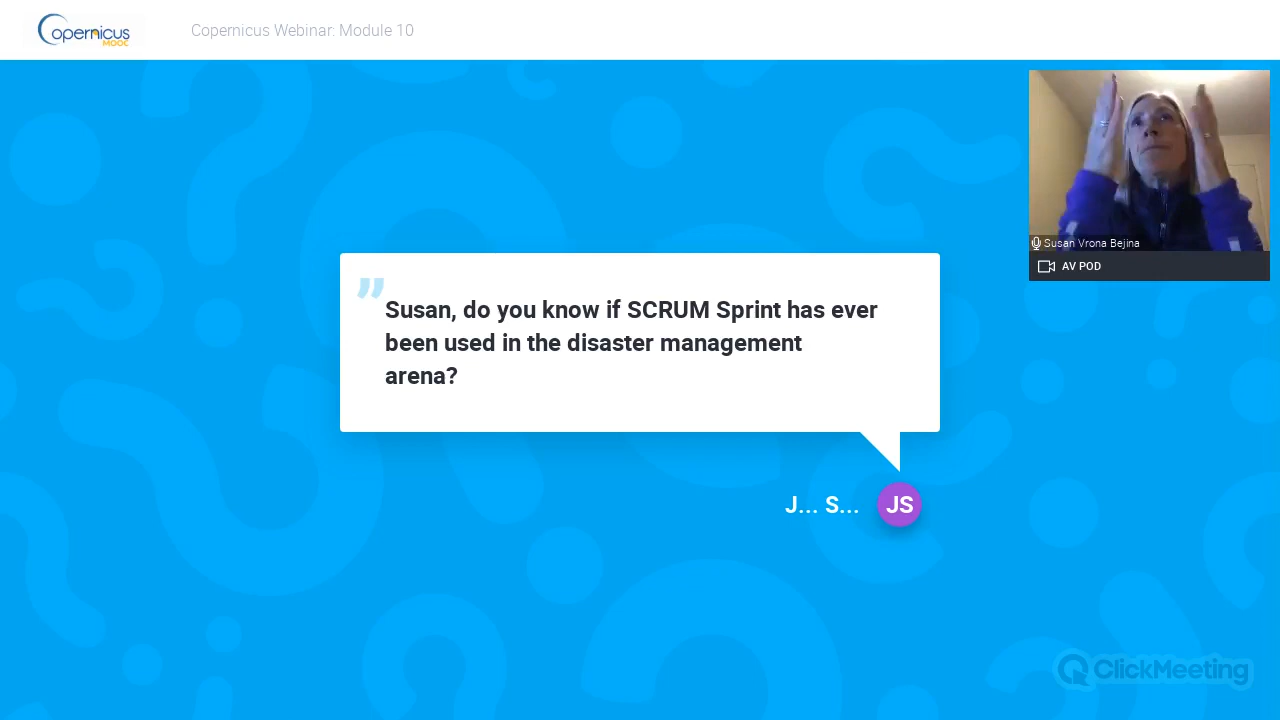 Copernicus
MOOC
Copernicus Webinar: Module 10
Susan Vrona Bejina
AV POD
” Susan, do you know if SCRUM Sprint has ever
been used in the disaster management
arena?
J... S... JS
ClickMeeting